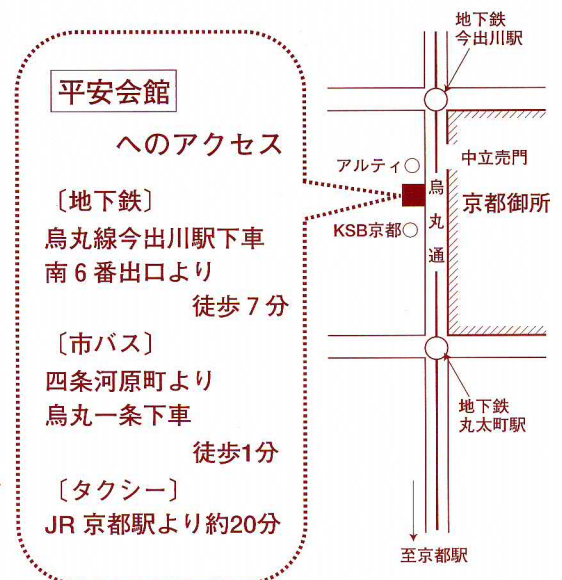 平安会館
へのアクセス
〔地下鉄〕
烏丸線今出川駅下車
南6番出口より
徒歩7分
〔市バス〕
四条河原町より
烏丸一条下車
徒歩1分
〔タクシー〕
JR 京都駅より約20分
地下鉄
今出川駅
中立売門
アルティ
烏丸通
京都御所
KSB京都
地下鉄
丸太町駅
至京都駅